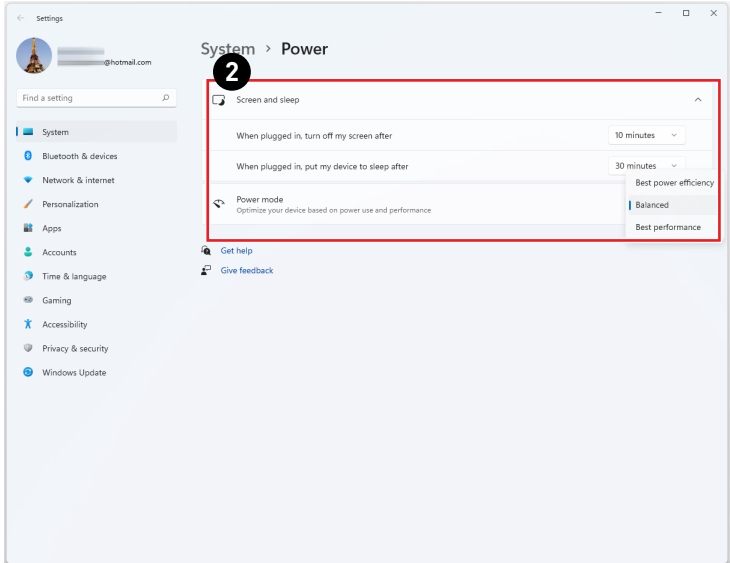 Settings
@hotmail.com
System > Power
2
Find a setting
System
Bluetooth & devices
Network & internet
Personalization
Apps
Accounts
Time & language
Gaming
Accessibility
Privacy & security
Windows Update
Screen and sleep
When plugged in, turn off my screen after
10 minutes
When plugged in, put my device to sleep after
30 minutes
Power mode
Optimize your device based on power use and performance
Best power efficiency
Balanced
Best performance
Get help
Give feedback